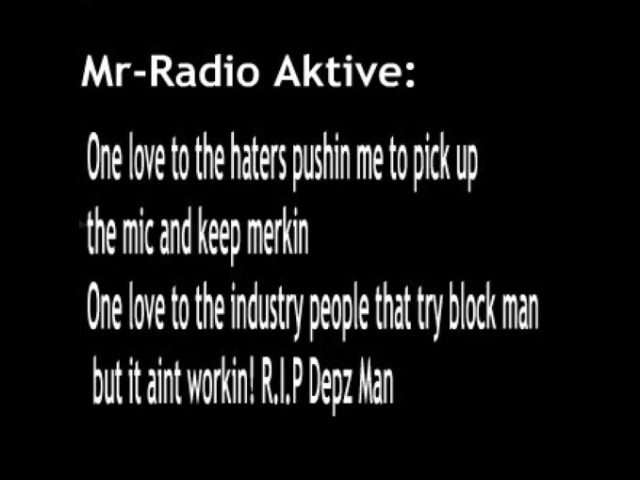 Mr-Radio Aktive:
One love to the haters pushin me to pick up
the mic and keep merkin
One love to the industry people that try block man
but it aint workin! R.I.P Depz Man